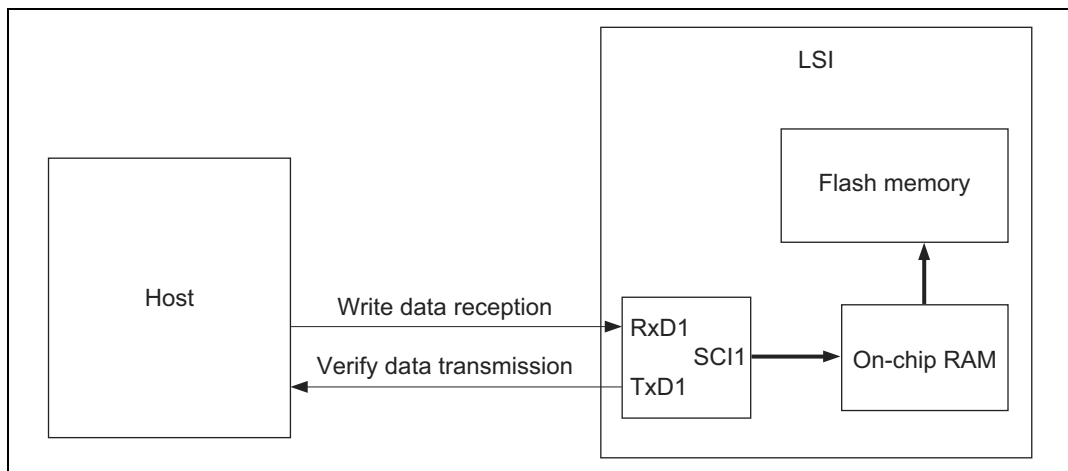 LSI
Flash memory
Host
Write data reception
RxD1
SCI1
On-chip RAM
Verify data transmission
TxD1